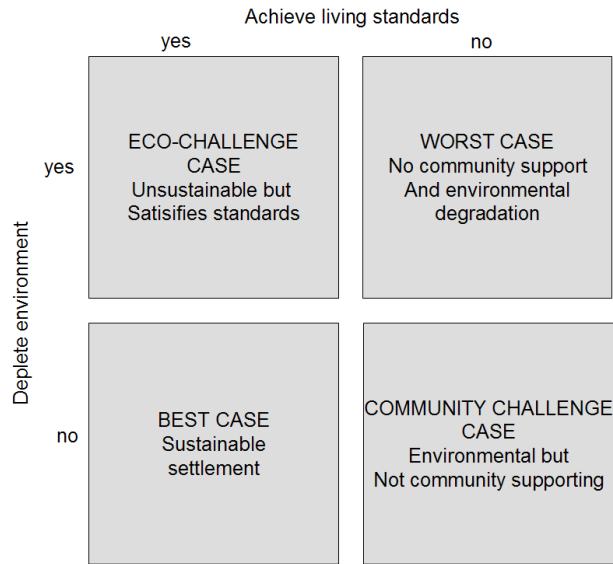 Achieve living standards
yes
no
yes
ECO-CHALLENGE
CASE
Unsustainable but
Satisifies standards
WORST CASE
No community support
And environmental
degradation
Deplete environment
no
BEST CASE
Sustainable
settlement
COMMUNITY CHALLENGE
CASE
Environmental but
Not community supporting